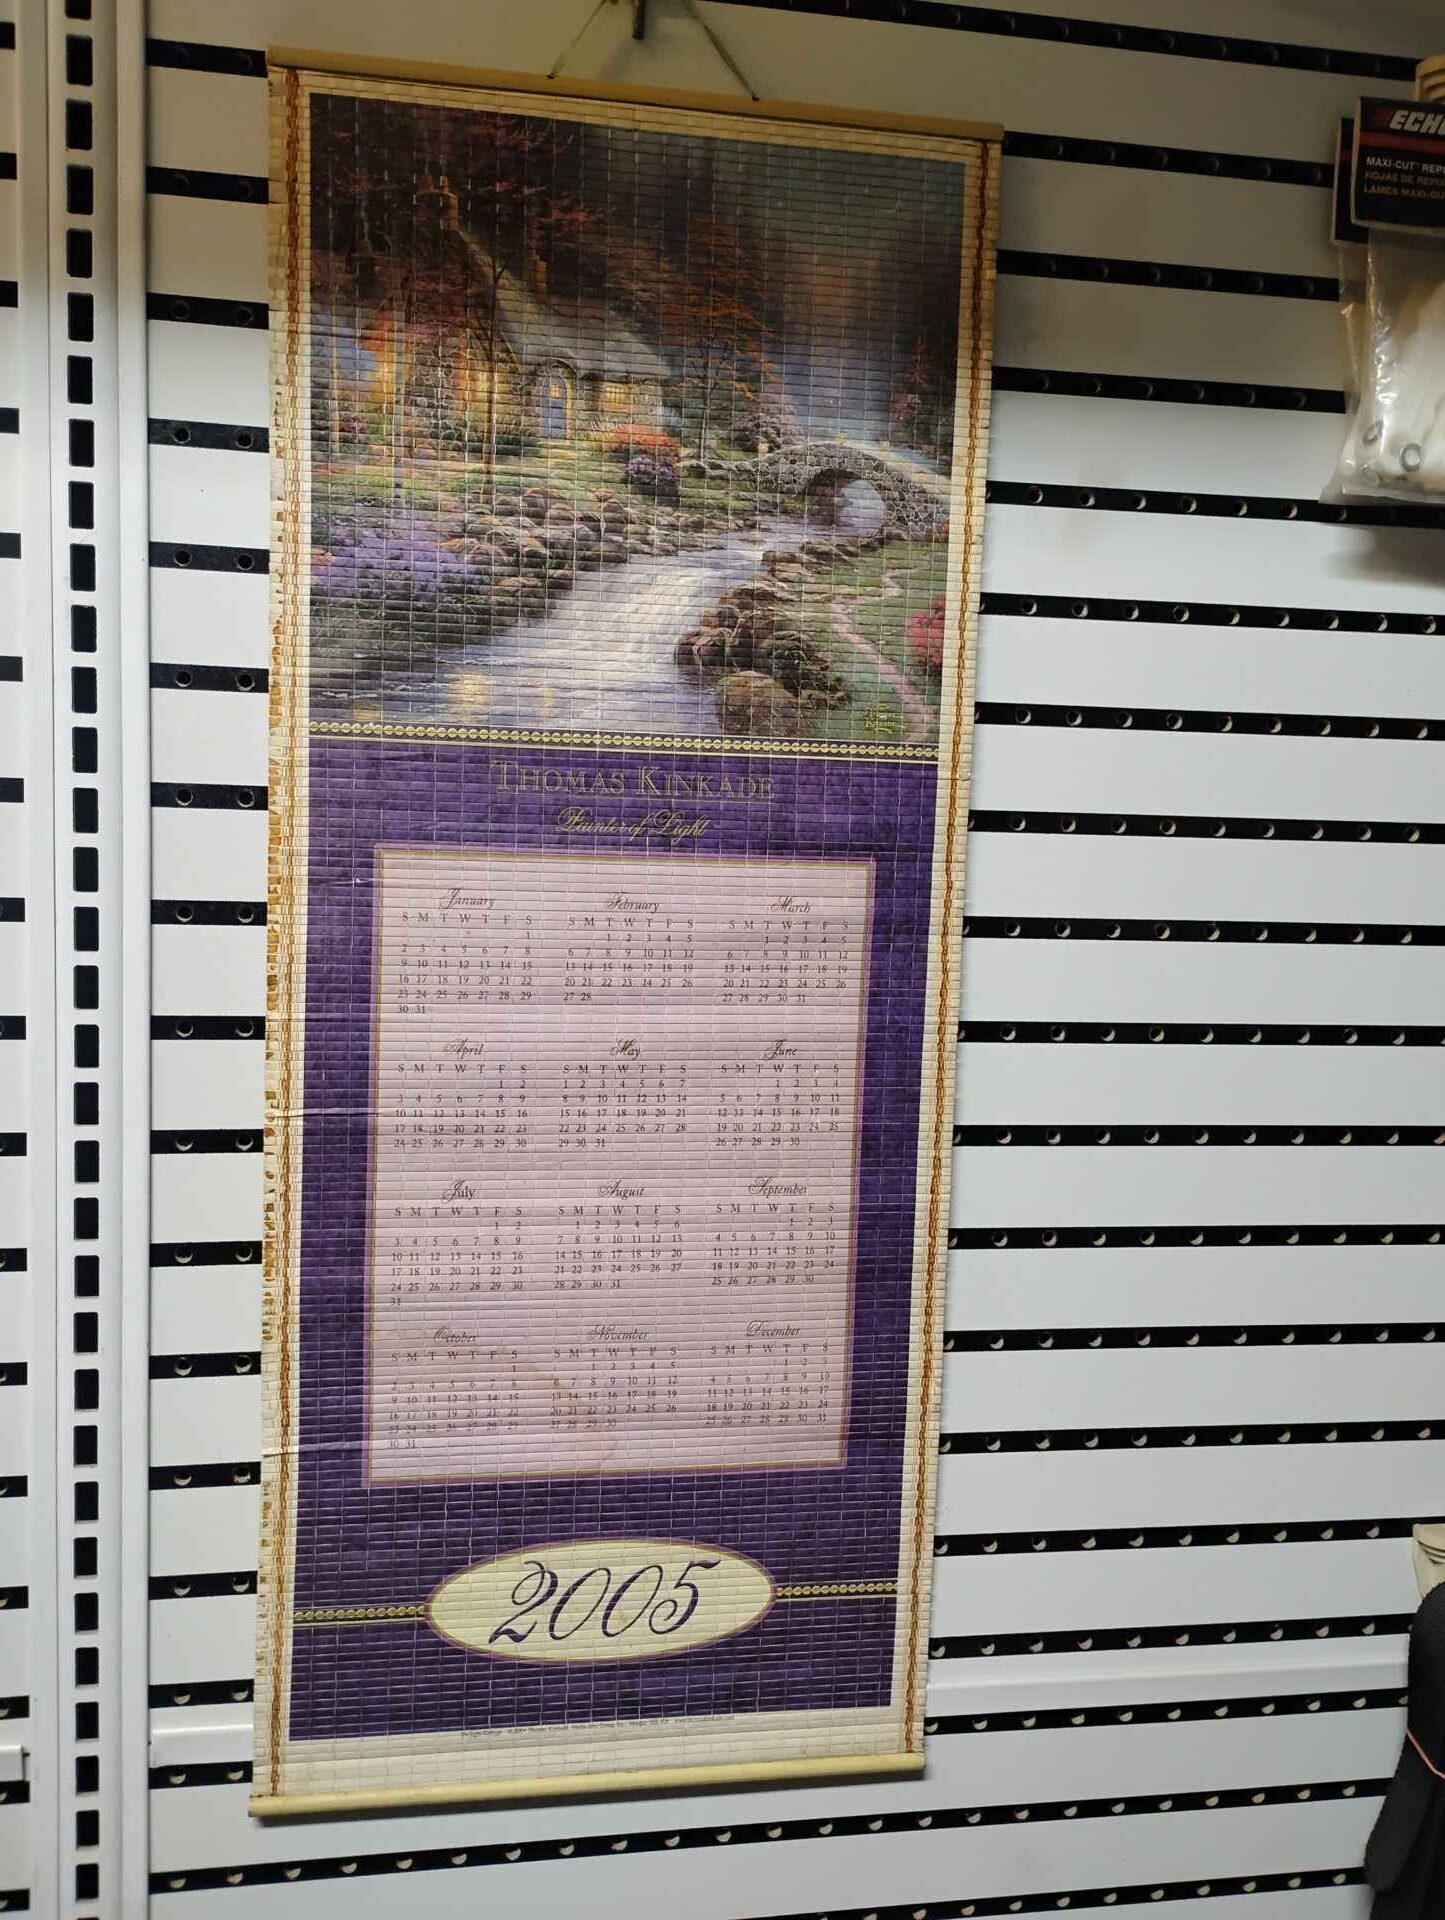 ECHO
MAXI-CUT™ REP
HOJAS DE REPU
LAMES MAXI-CU
THOMAS KINKADE
Painter of Light
January February March
S M T W T F S S M T W T F S S M T W T F S
1 1 2 3 4 5 1 2 3 4 5
2 3 4 5 6 7 8 6 7 8 9 10 11 12 6 7 8 9 10 11 12
9 10 11 12 13 14 15 13 14 15 16 17 18 19 13 14 15 16 17 18 19
16 17 18 19 20 21 22 20 21 22 23 24 25 26 20 21 22 23 24 25 26
23 24 25 26 27 28 29 27 28 27 28 29 30 31
30 31
April May June
S M T W T F S S M T W T F S S M T W T F S
1 2 1 2 3 4 5 6 7 1 2 3 4
3 4 5 6 7 8 9 8 9 10 11 12 13 14 5 6 7 8 9 10 11
10 11 12 13 14 15 16 15 16 17 18 19 20 21 12 13 14 15 16 17 18
17 18 19 20 21 22 23 22 23 24 25 26 27 28 19 20 21 22 23 24 25
24 25 26 27 28 29 30 29 30 31 26 27 28 29 30
July August September
S M T W T F S S M T W T F S S M T W T F S
1 2 1 2 3 4 5 6 1 2 3
3 4 5 6 7 8 9 7 8 9 10 11 12 13 4 5 6 7 8 9 10
10 11 12 13 14 15 16 14 15 16 17 18 19 20 11 12 13 14 15 16 17
17 18 19 20 21 22 23 21 22 23 24 25 26 27 18 19 20 21 22 23 24
24 25 26 27 28 29 30 28 29 30 31 25 26 27 28 29 30
31
October November December
S M T W T F S S M T W T F S S M T W T F S
1 1 2 3 4 5 1 2 3
2 3 4 5 6 7 8 6 7 8 9 10 11 12 4 5 6 7 8 9 10
9 10 11 12 13 14 15 13 14 15 16 17 18 19 11 12 13 14 15 16 17
16 17 18 19 20 21 22 20 21 22 23 24 25 26 18 19 20 21 22 23 24
23 24 25 26 27 28 29 27 28 29 30 25 26 27 28 29 30 31
30 31
2005